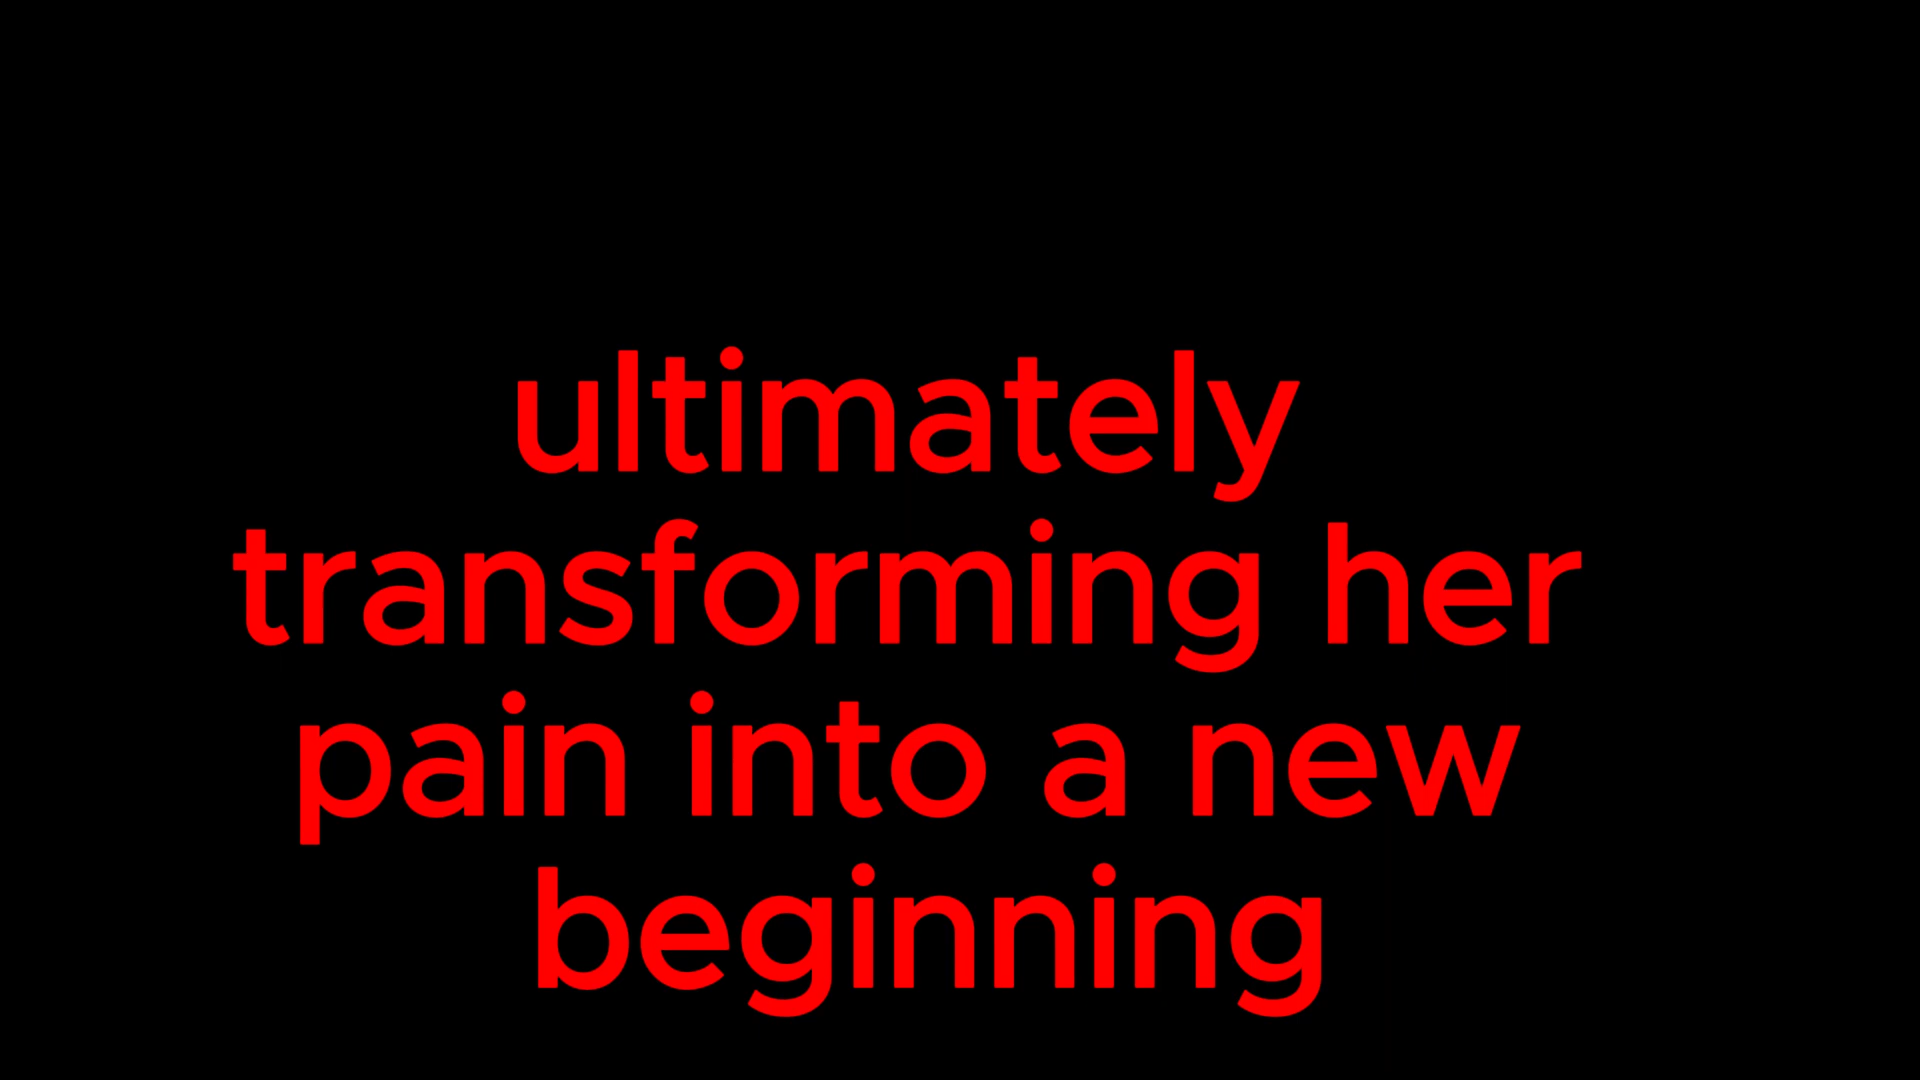 ultimately
transforming her
pain into a new
beginning